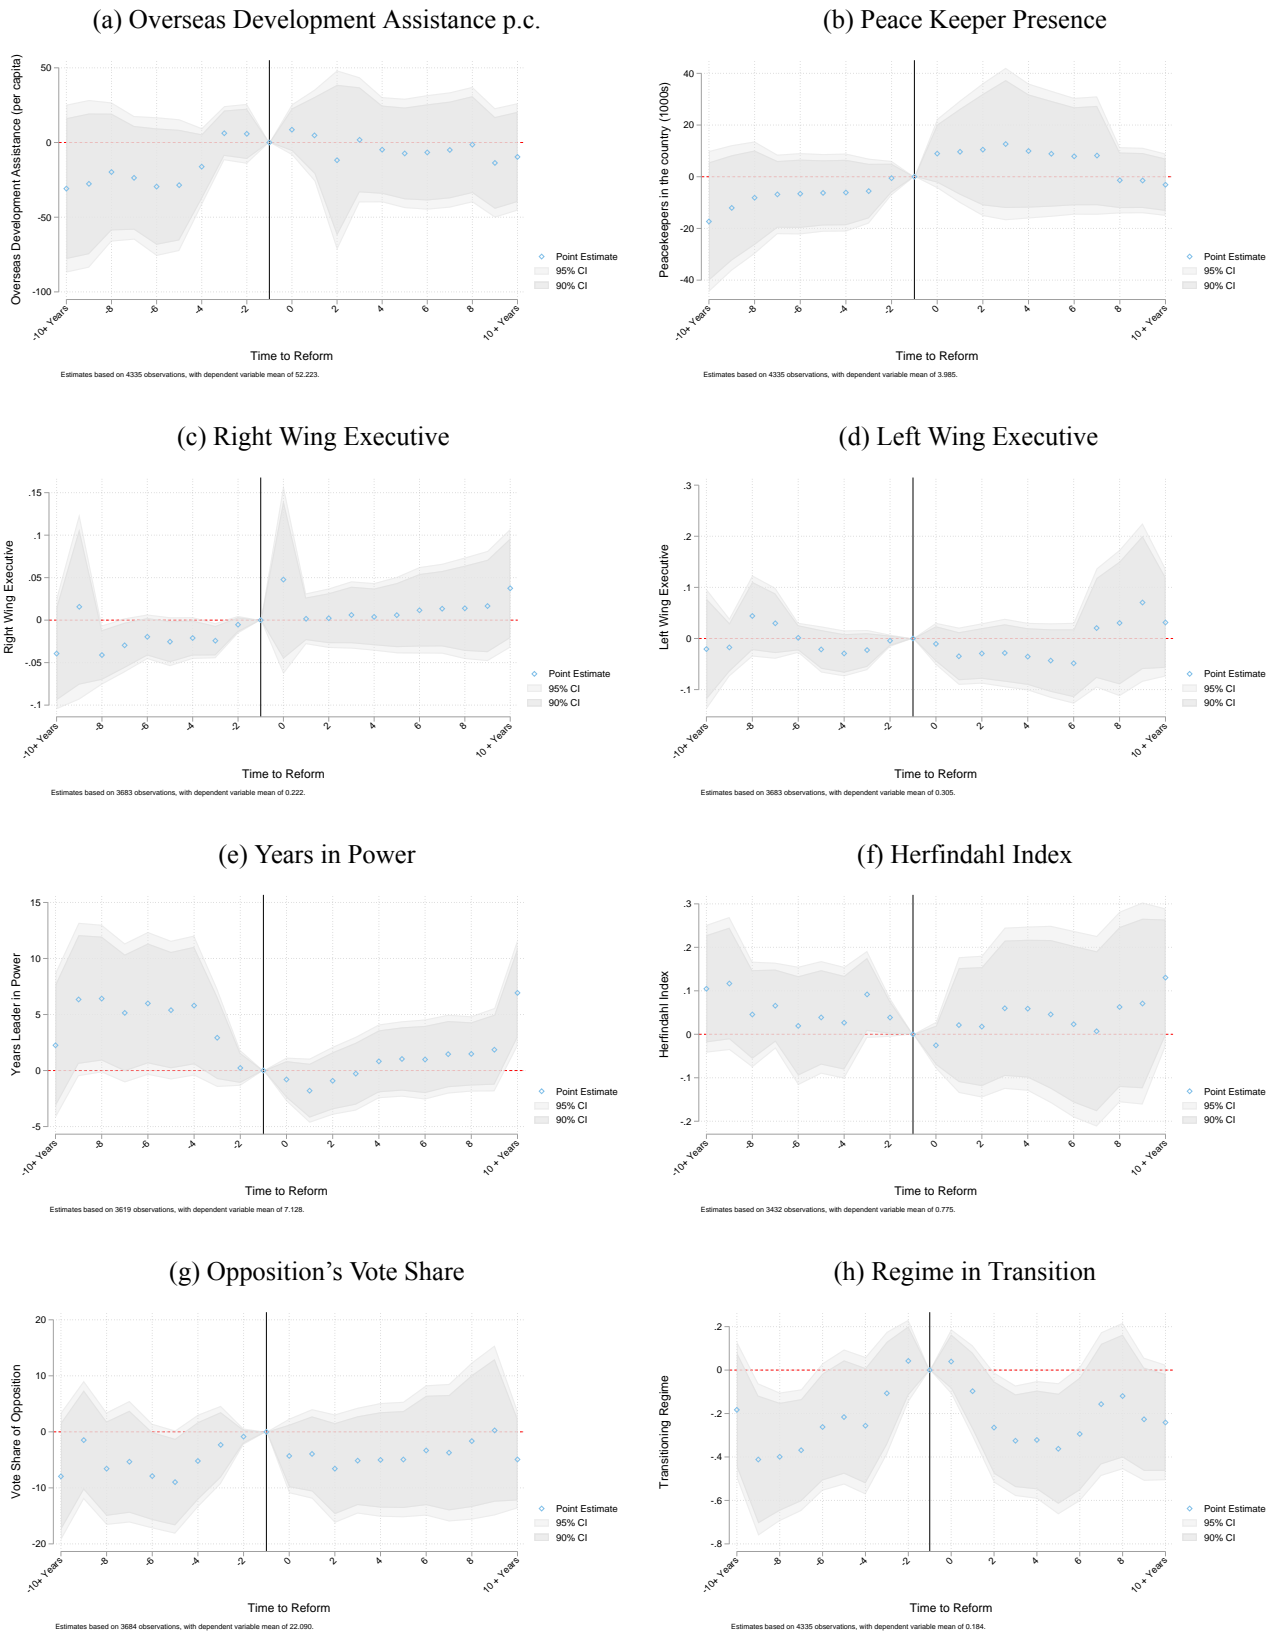 (a) Overseas Development Assistance p.c.
Overseas Development Assistance (per capita)
50
0
-50
-100
-10+ Years
-8
-6
-4
-2
0
2
4
6
8
10 + Years
Time to Reform
Point Estimate
95% CI
90% CI
Estimates based on 4335 observations, with dependent variable mean of 52.223.
(b) Peace Keeper Presence
Peacekeepers in the country (1000s)
40
20
0
-20
-40
-10+ Years
-8
-6
-4
-2
0
2
4
6
8
10 + Years
Time to Reform
Point Estimate
95% CI
90% CI
Estimates based on 4335 observations, with dependent variable mean of 3.985.
(c) Right Wing Executive
Right Wing Executive
.15
.1
.05
0
-.05
-.1
-10+ Years
-8
-6
-4
-2
0
2
4
6
8
10 + Years
Time to Reform
Point Estimate
95% CI
90% CI
Estimates based on 3683 observations, with dependent variable mean of 0.222.
(d) Left Wing Executive
Left Wing Executive
.3
.2
.1
0
-.1
-10+ Years
-8
-6
-4
-2
0
2
4
6
8
10 + Years
Time to Reform
Point Estimate
95% CI
90% CI
Estimates based on 3683 observations, with dependent variable mean of 0.305.
(e) Years in Power
Years Leader in Power
15
10
5
0
-5
-10+ Years
-8
-6
-4
-2
0
2
4
6
8
10 + Years
Time to Reform
Point Estimate
95% CI
90% CI
Estimates based on 3619 observations, with dependent variable mean of 7.128.
(f) Herfindahl Index
Herfindahl Index
.3
.2
.1
0
-.1
-.2
-10+ Years
-8
-6
-4
-2
0
2
4
6
8
10 + Years
Time to Reform
Point Estimate
95% CI
90% CI
Estimates based on 3432 observations, with dependent variable mean of 0.775.
(g) Opposition's Vote Share
Vote Share of Opposition
20
10
0
-10
-20
-10+ Years
-8
-6
-4
-2
0
2
4
6
8
10 + Years
Time to Reform
Point Estimate
95% CI
90% CI
Estimates based on 3684 observations, with dependent variable mean of 22.090.
(h) Regime in Transition
Transitioning Regime
.2
0
-.2
-.4
-.6
-.8
-10+ Years
-8
-6
-4
-2
0
2
4
6
8
10 + Years
Time to Reform
Point Estimate
95% CI
90% CI
Estimates based on 4335 observations, with dependent variable mean of 0.184.